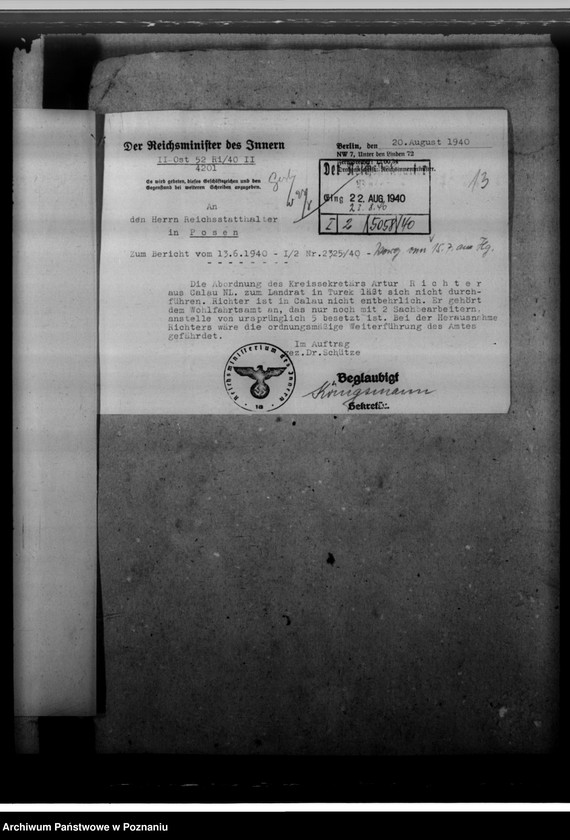 Der Reichsminister des Innern
II-Ost 52 Ri/40 II
4201
Es wird gebeten, dieses Geschäftszeichen und den
Gegenstand bei weiteren Schreiben anzugeben.
Berlin, den 20.August 1940
NW 7, Unter den Linden 72
13
Eing. 22. AUG. 1940
I/2 5058/40
An
den Herrn Reichsstatthalter
in Posen
Zum Bericht vom 13.6.1940 - I/2 Nr.2325/40 -
Die Abordnung des Kreissekretärs Artur Richter
aus Calau NL. zum Landrat in Turek läßt sich nicht durch-
führen. Richter ist in Calau nicht entbehrlich. Er gehört
dem Wohlfahrtsamt an, das nur noch mit 2 Sachbearbeitern,
anstelle von ursprünglich 5 besetzt ist. Bei der Herausnahme
Richters wäre die ordnungsmäßige Weiterführung des Amtes
gefährdet.
Im Auftrag
gez.Dr.Schütze
Reichsministerium des Innern
18
Beglaubigt
Sekretär.
Archiwum Państwowe w Poznaniu